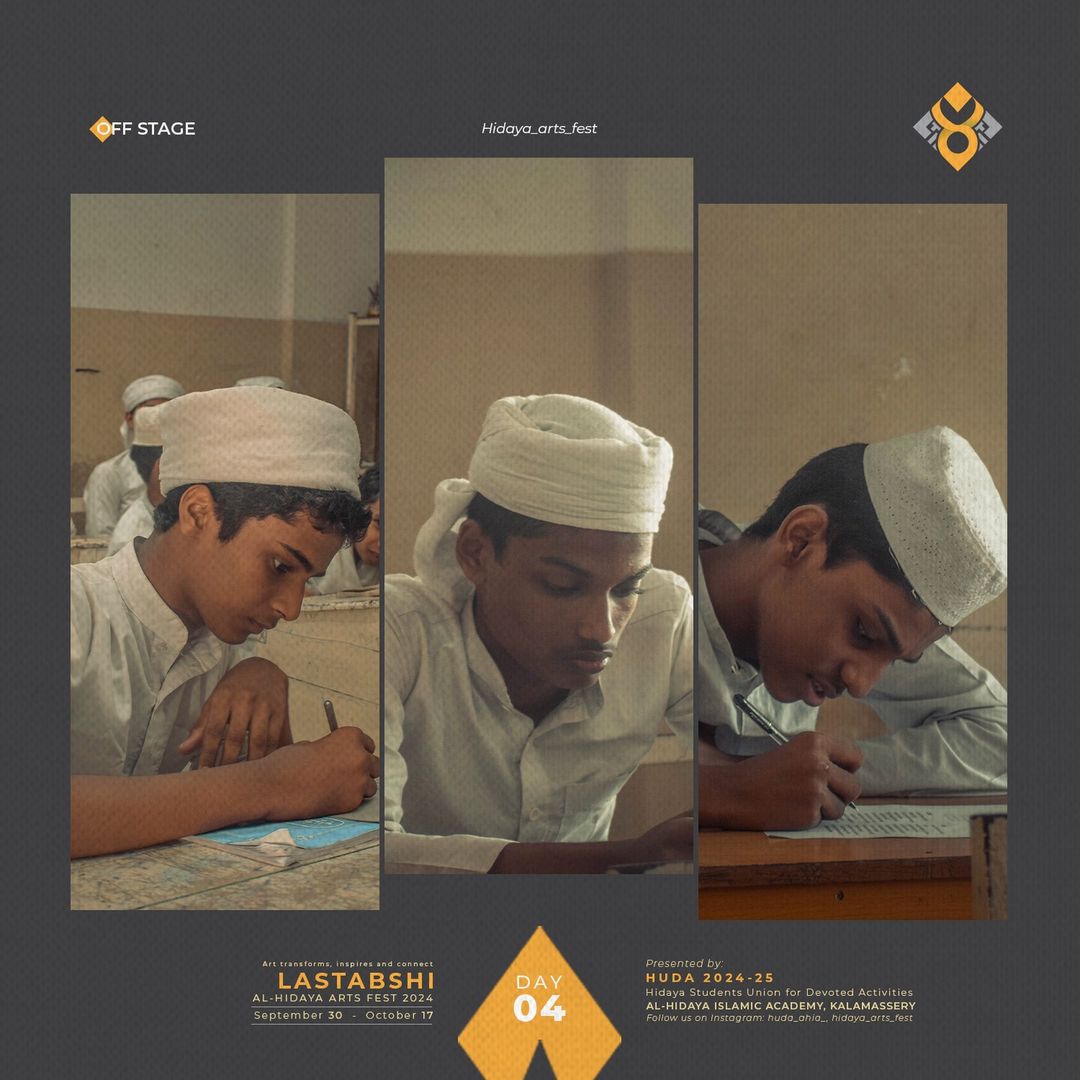 OFF STAGE
Hidaya_arts_fest
Art transforms, inspires and connect
LASTABSHI
AL-HIDAYA ARTS FEST 2024
September 30 - October 17
DAY
04
Presented by:
HUDA 2024-25
Hidaya Students Union for Devoted Activities
AL-HIDAYA ISLAMIC ACADEMY, KALAMASSERY
Follow us on Instagram: huda_ahia_, hidaya_arts_fest